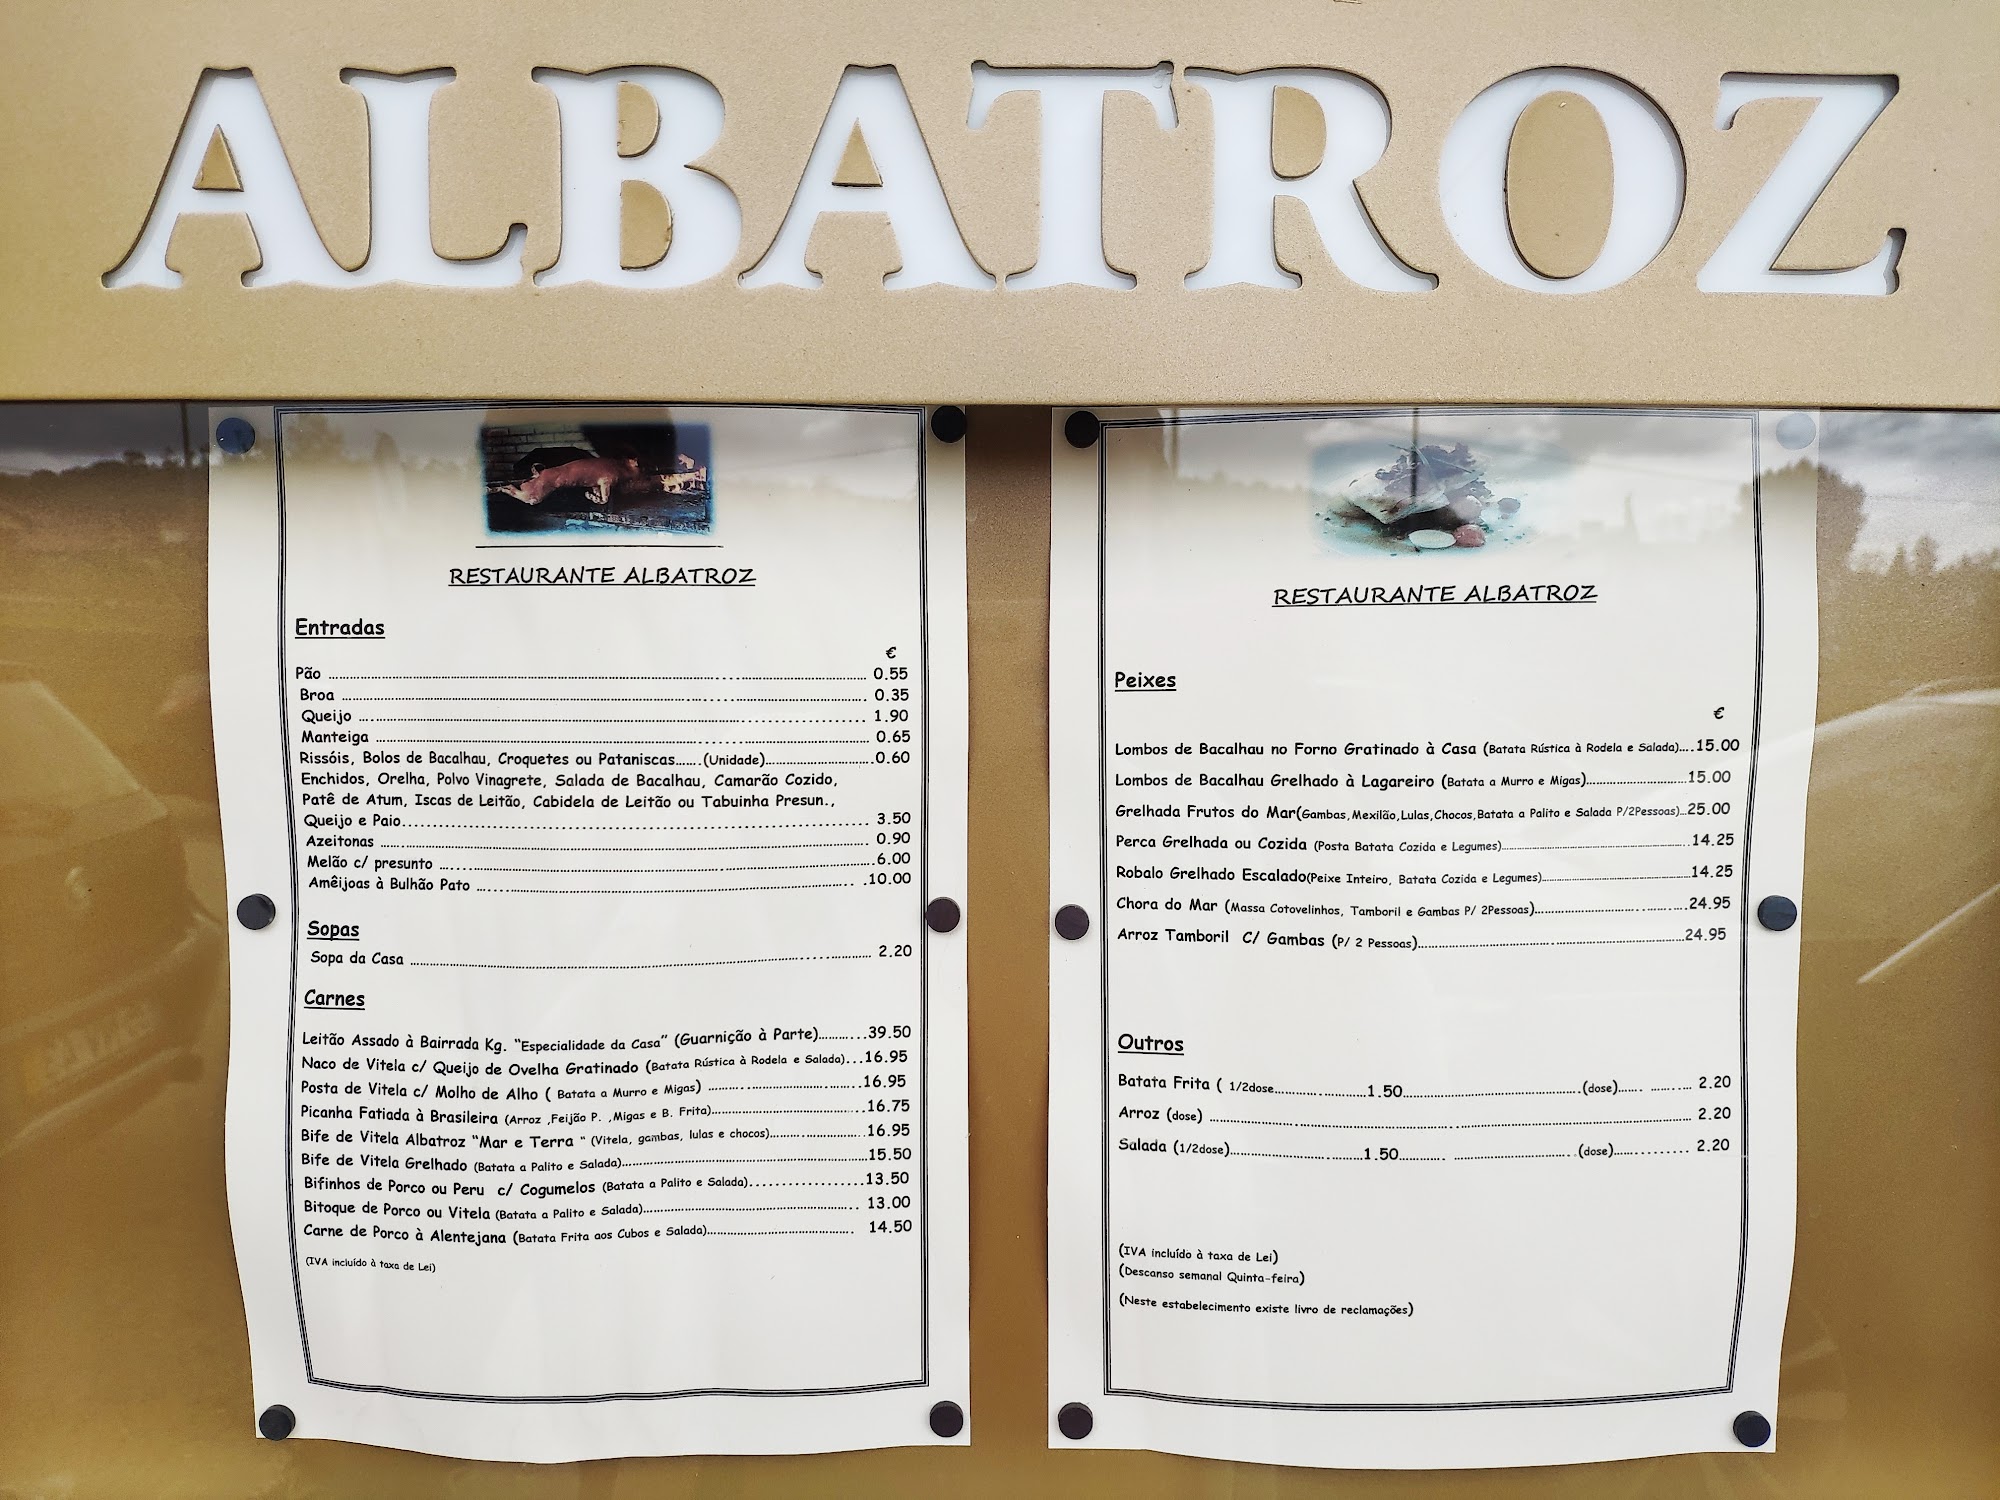 ALBATROZ
RESTAURANTE ALBATROZ
Entradas
€
Pão ........ 0.55
Broa ........ 0.35
Queijo ........ 1.90
Manteiga ........ 0.65
Rissóis, Bolos de Bacalhau, Croquetes ou Pataniscas.......(Unidade)........0.60
Enchidos, Orelha, Polvo Vinagrete, Salada de Bacalhau, Camarão Cozido,
Patê de Atum, Iscas de Leitão, Cabidela de Leitão ou Tabuinha Presun.,
Queijo e Paio........ 3.50
Azeitonas ........ 0.90
Melão c/ presunto ........6.00
Amêijoas à Bulhão Pato ........10.00
Sopas
Sopa da Casa ........ 2.20
Carnes
Leitão Assado à Bairrada Kg. "Especialidade da Casa" (Guarnição à Parte)........39.50
Naco de Vitela c/ Queijo de Ovelha Gratinado (Batata Rústica à Rodela e Salada)...16.95
Posta de Vitela c/ Molho de Alho ( Batata a Murro e Migas) ........16.95
Picanha Fatiada à Brasileira (Arroz ,Feijão P. ,Migas e B. Frita)........16.75
Bife de Vitela Albatroz "Mar e Terra " (Vitela, gambas, lulas e chocos)........16.95
Bife de Vitela Grelhado (Batata a Palito e Salada)........15.50
Bifinhos de Porco ou Peru c/ Cogumelos (Batata a Palito e Salada)........13.50
Bitoque de Porco ou Vitela (Batata a Palito e Salada)........ 13.00
Carne de Porco à Alentejana (Batata Frita aos Cubos e Salada)........ 14.50
(IVA incluído à taxa de Lei)
RESTAURANTE ALBATROZ
Peixes
€
Lombos de Bacalhau no Forno Gratinado à Casa (Batata Rústica à Rodela e Salada)....15.00
Lombos de Bacalhau Grelhado à Lagareiro (Batata a Murro e Migas)........15.00
Grelhada Frutos do Mar(Gambas,Mexilão,Lulas,Chocos,Batata a Palito e Salada P/2Pessoas)...25.00
Perca Grelhada ou Cozida (Posta Batata Cozida e Legumes)........14.25
Robalo Grelhado Escalado(Peixe Inteiro, Batata Cozida e Legumes)........14.25
Chora do Mar (Massa Cotovelinhos, Tamboril e Gambas P/ 2Pessoas)........24.95
Arroz Tamboril C/ Gambas (P/ 2 Pessoas)........24.95
Outros
Batata Frita ( 1/2dose........1.50........(dose)........ 2.20
Arroz (dose) ........ 2.20
Salada (1/2dose)........1.50........(dose)........ 2.20
(IVA incluído à taxa de Lei)
(Descanso semanal Quinta-feira)
(Neste estabelecimento existe livro de reclamações)